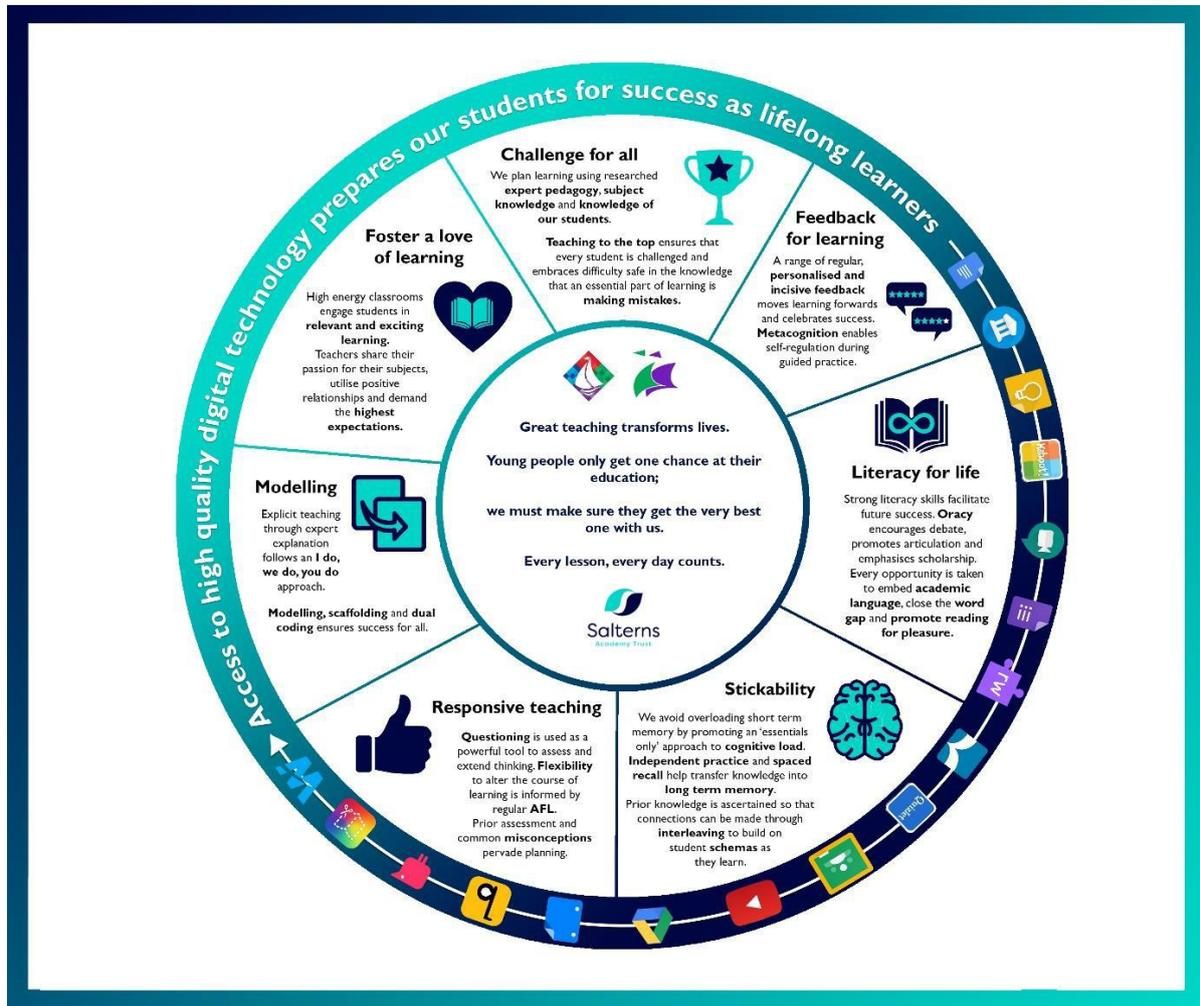 Access to high quality digital technology prepares our students for success as lifelong learners
Challenge for all
We plan learning using researched
expert pedagogy, subject
knowledge and knowledge of
our students.
Teaching to the top ensures that
every student is challenged and
embraces difficulty safe in the knowledge
that an essential part of learning is
making mistakes.
Feedback
for learning
A range of regular,
personalised and
incisive feedback
moves learning forwards
and celebrates success.
Metacognition enables
self-regulation during
guided practice.
Literacy for life
Strong literacy skills facilitate
future success. Oracy
encourages debate,
promotes articulation and
emphasises scholarship.
Every opportunity is taken
to embed academic
language, close the word
gap and promote reading
for pleasure.
Stickability
We avoid overloading short term
memory by promoting an 'essentials
only' approach to cognitive load.
Independent practice and spaced
recall help transfer knowledge into
long term memory.
Prior knowledge is ascertained so that
connections can be made through
interleaving to build on
student schemas as
they learn.
Responsive teaching
Questioning is used as a
powerful tool to assess and
extend thinking. Flexibility
to alter the course of
learning is informed by
regular AFL.
Prior assessment and
common misconceptions
pervade planning.
Modelling
Explicit teaching
through expert
explanation
follows an I do,
we do, you do
approach.
Modelling, scaffolding and dual
coding ensures success for all.
Foster a love
of learning
High energy classrooms
engage students in
relevant and exciting
learning.
Teachers share their
passion for their subjects,
utilise positive
relationships and demand
the highest
expectations.
Great teaching transforms lives.
Young people only get one chance at their
education;
we must make sure they get the very best
one with us.
Every lesson, every day counts.
Salterns
Academy Trust
Kahoot!
rw
Quizlet